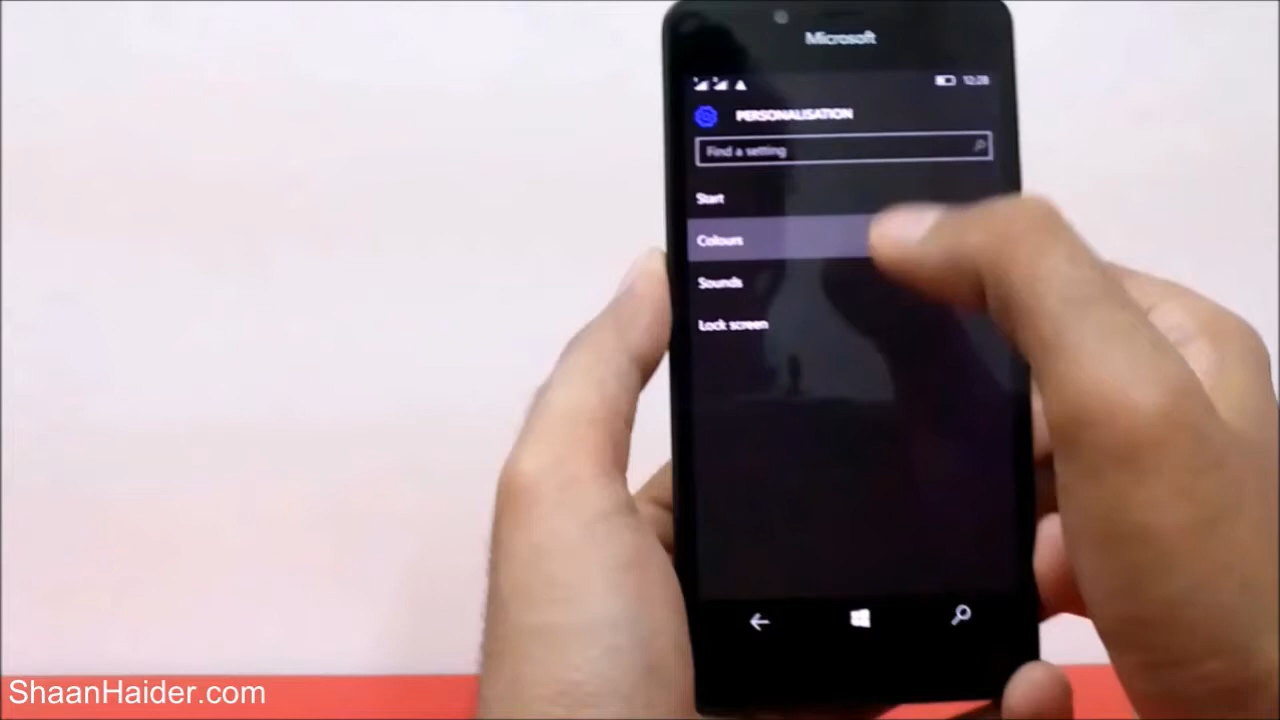 Microsoft
12:28
PERSONALISATION
Find a setting
Start
Colours
Sounds
Lock screen
ShaanHaider.com